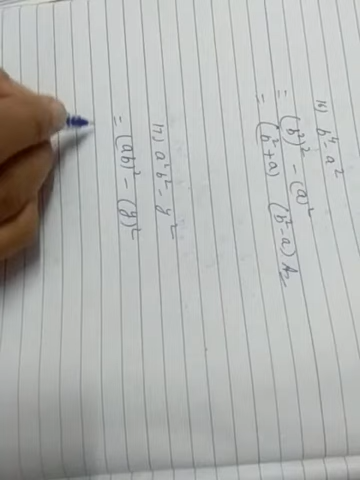 16) b⁴ - a²
= (b²)² - (a)²
= (b²+a) (b²-a) Ans
17) a²b² - y²
= (ab)² - (y)²